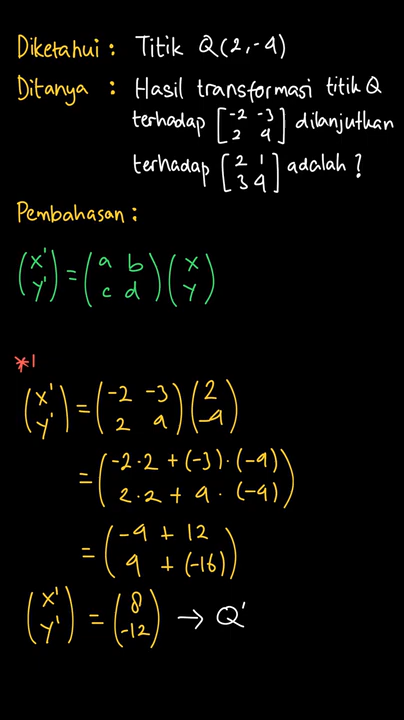 Diketahui : Titik Q(2,-4)
Ditanya : Hasil transformasi titik Q
terhadap [-2 -3
2 4] dilanjutkan
terhadap [2 1
3 4] adalah ?
Pembahasan :
(x'
y') = (a b
c d) (x
y)
*1
(x'
y') = (-2 -3
2 4) (2
-4)
= (-2·2 + (-3)·(-4)
2·2 + 4·(-4))
= (-4 + 12
4 + (-16))
(x'
y') = (8
-12) → Q'